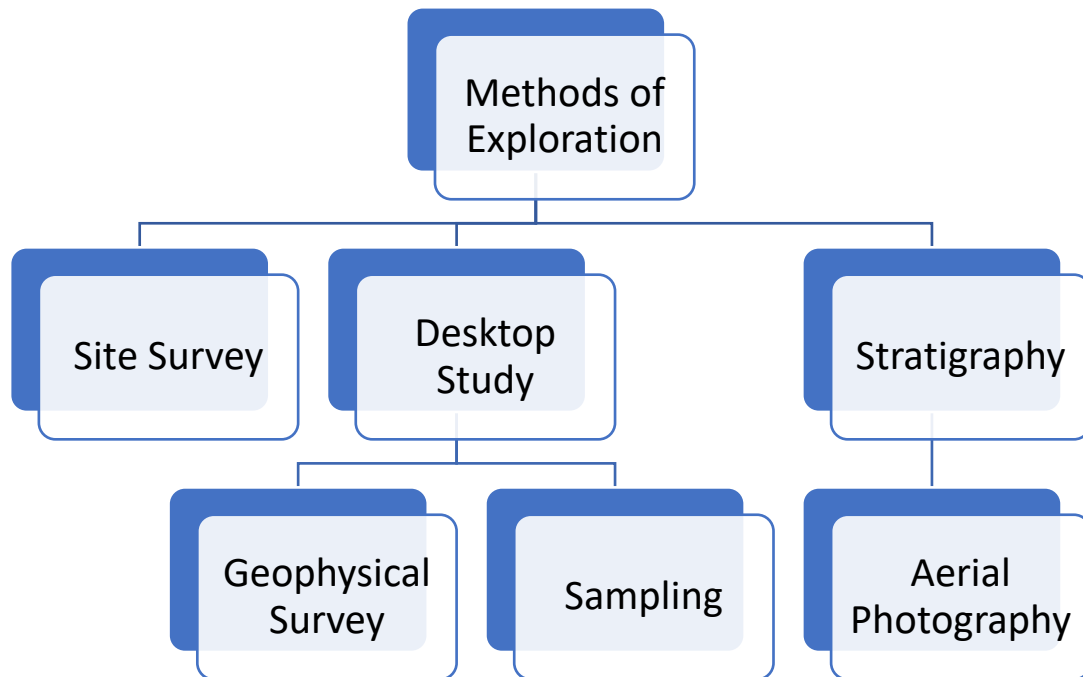 Methods of
Exploration
Site Survey
Desktop
Study
Stratigraphy
Geophysical
Survey
Sampling
Aerial
Photography